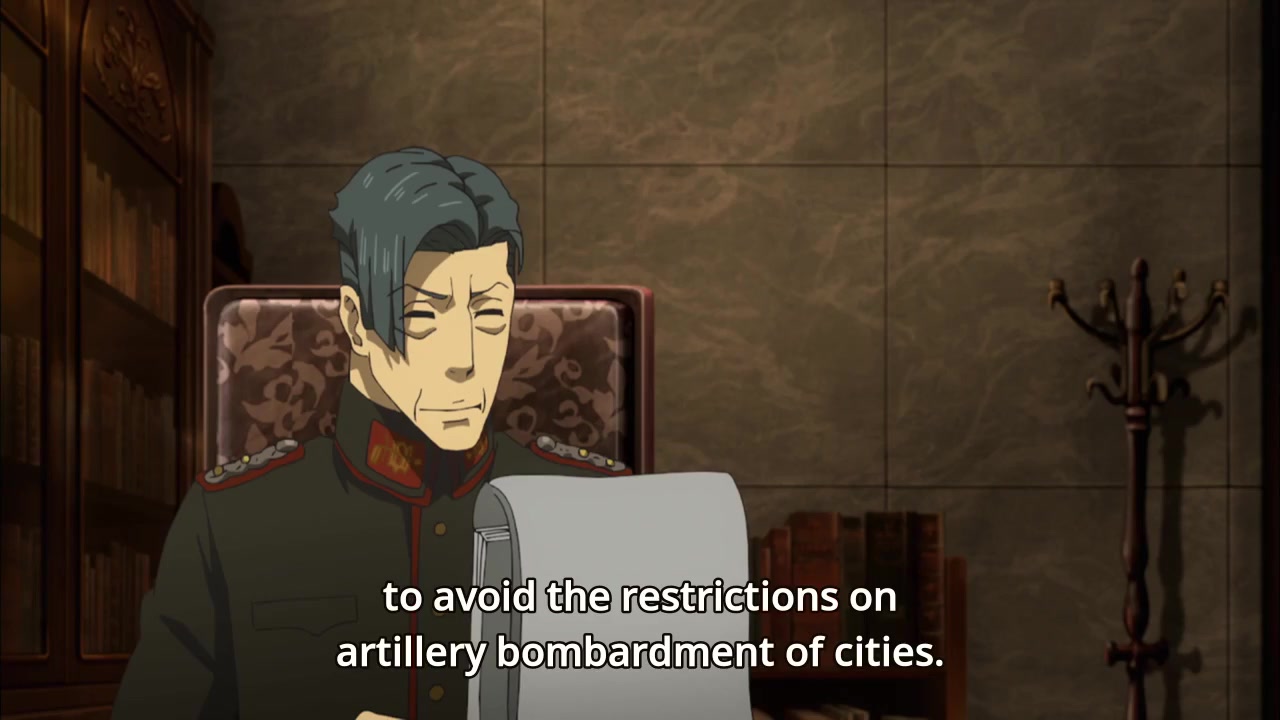 to avoid the restrictions on
artillery bombardment of cities.